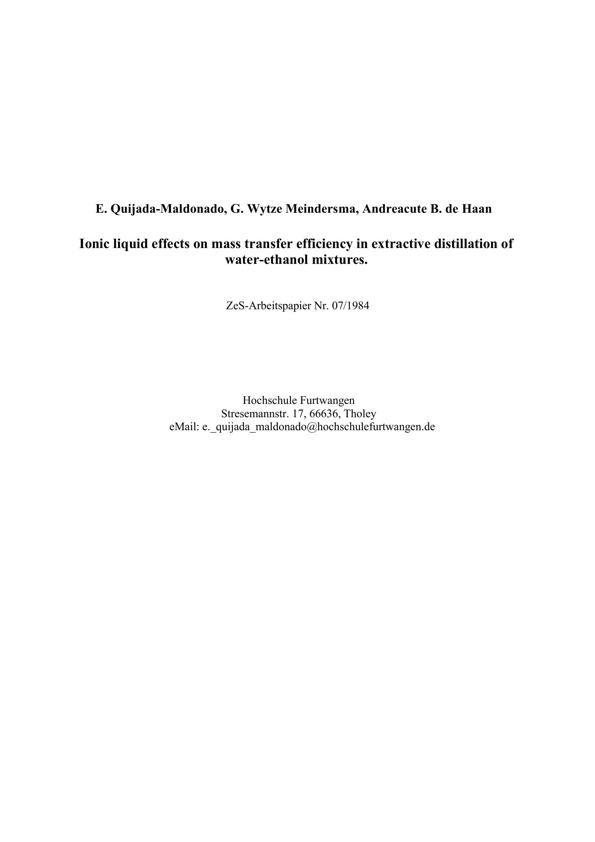 E. Quijada-Maldonado, G. Wytze Meindersma, Andreacute B. de Haan
Ionic liquid effects on mass transfer efficiency in extractive distillation of
water-ethanol mixtures.
ZeS-Arbeitspapier Nr. 07/1984
Hochschule Furtwangen
Stresemannstr. 17, 66636, Tholey
eMail: e._quijada_maldonado@hochschulefurtwangen.de